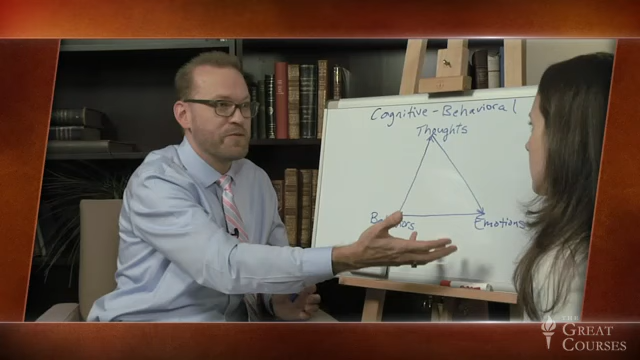 Cognitive-Behavioral
Thoughts
Emotions
THE
GREAT
COURSES